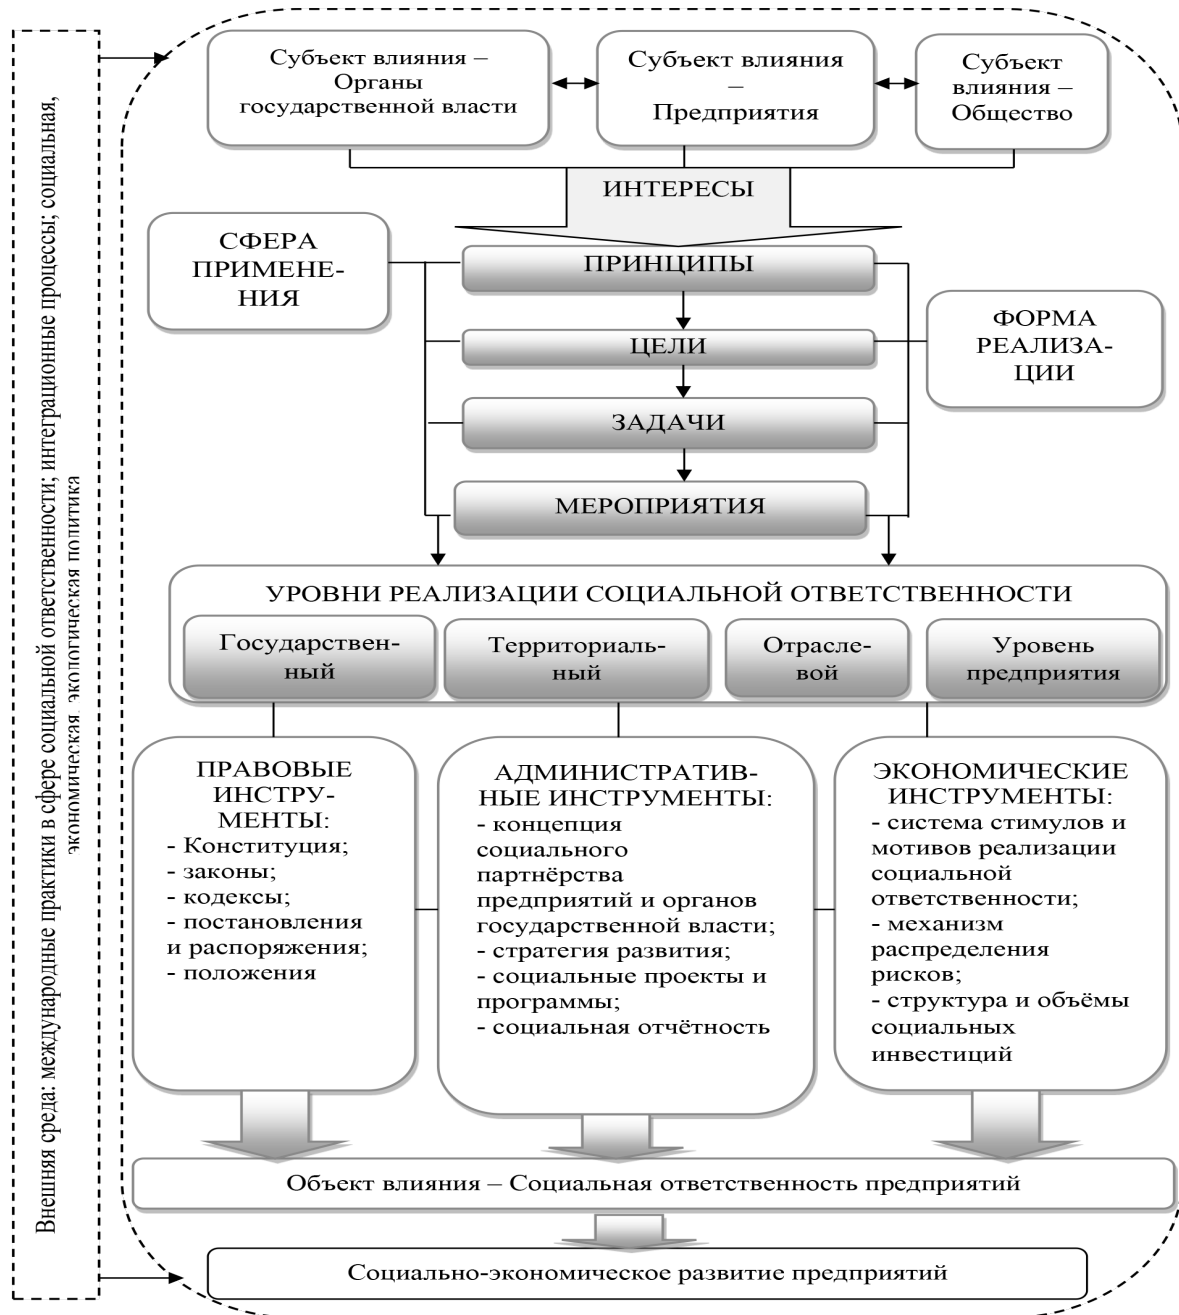 Внешняя среда: международные практики в сфере социальной ответственности; интеграционные процессы; социальная,
экономическая, экологическая политика
Субъект влияния –
Органы
государственной власти
Субъект влияния
–
Предприятия
Субъект
влияния –
Общество
ИНТЕРЕСЫ
СФЕРА
ПРИМЕНЕ-
НИЯ
ПРИНЦИПЫ
ЦЕЛИ
ЗАДАЧИ
МЕРОПРИЯТИЯ
ФОРМА
РЕАЛИЗА-
ЦИИ
УРОВНИ РЕАЛИЗАЦИИ СОЦИАЛЬНОЙ ОТВЕТСТВЕННОСТИ
Государствен-
ный
Территориаль-
ный
Отрасле-
вой
Уровень
предприятия
ПРАВОВЫЕ
ИНСТРУ-
МЕНТЫ:
- Конституция;
- законы;
- кодексы;
- постановления
и распоряжения;
- положения
АДМИНИСТРАТИВ-
НЫЕ ИНСТРУМЕНТЫ:
- концепция
социального
партнёрства
предприятий и органов
государственной власти;
- стратегия развития;
- социальные проекты и
программы;
- социальная отчётность
ЭКОНОМИЧЕСКИЕ
ИНСТРУМЕНТЫ:
- система стимулов и
мотивов реализации
социальной
ответственности;
- механизм
распределения
рисков;
- структура и объёмы
социальных
инвестиций
Объект влияния – Социальная ответственность предприятий
Социально-экономическое развитие предприятий